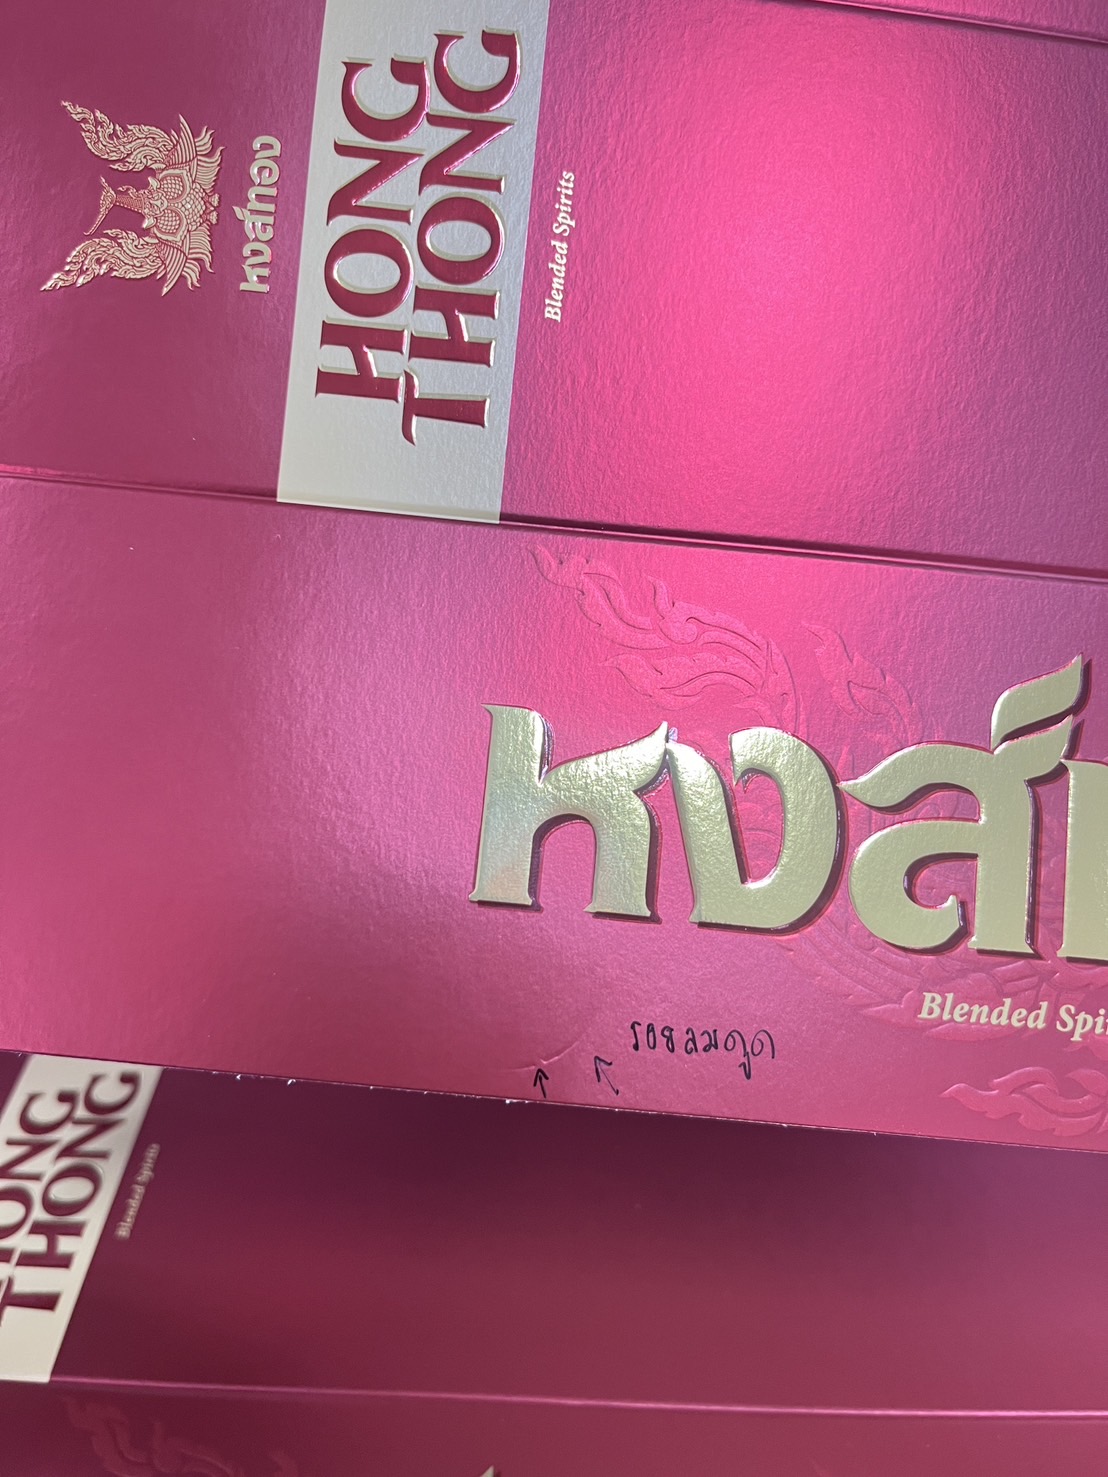 หงส์ทอง
HONG
THONG
Blended Spirits
หงส์
Blended Spi
รอยลมดูด
HONG
THONG
Blended Spirits